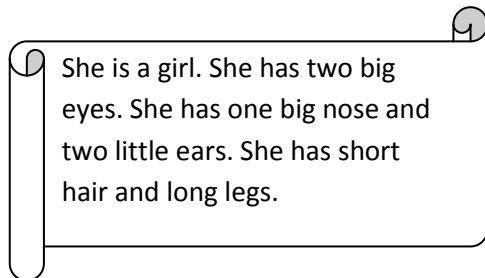 She is a girl. She has two big
eyes. She has one big nose and
two little ears. She has short
hair and long legs.